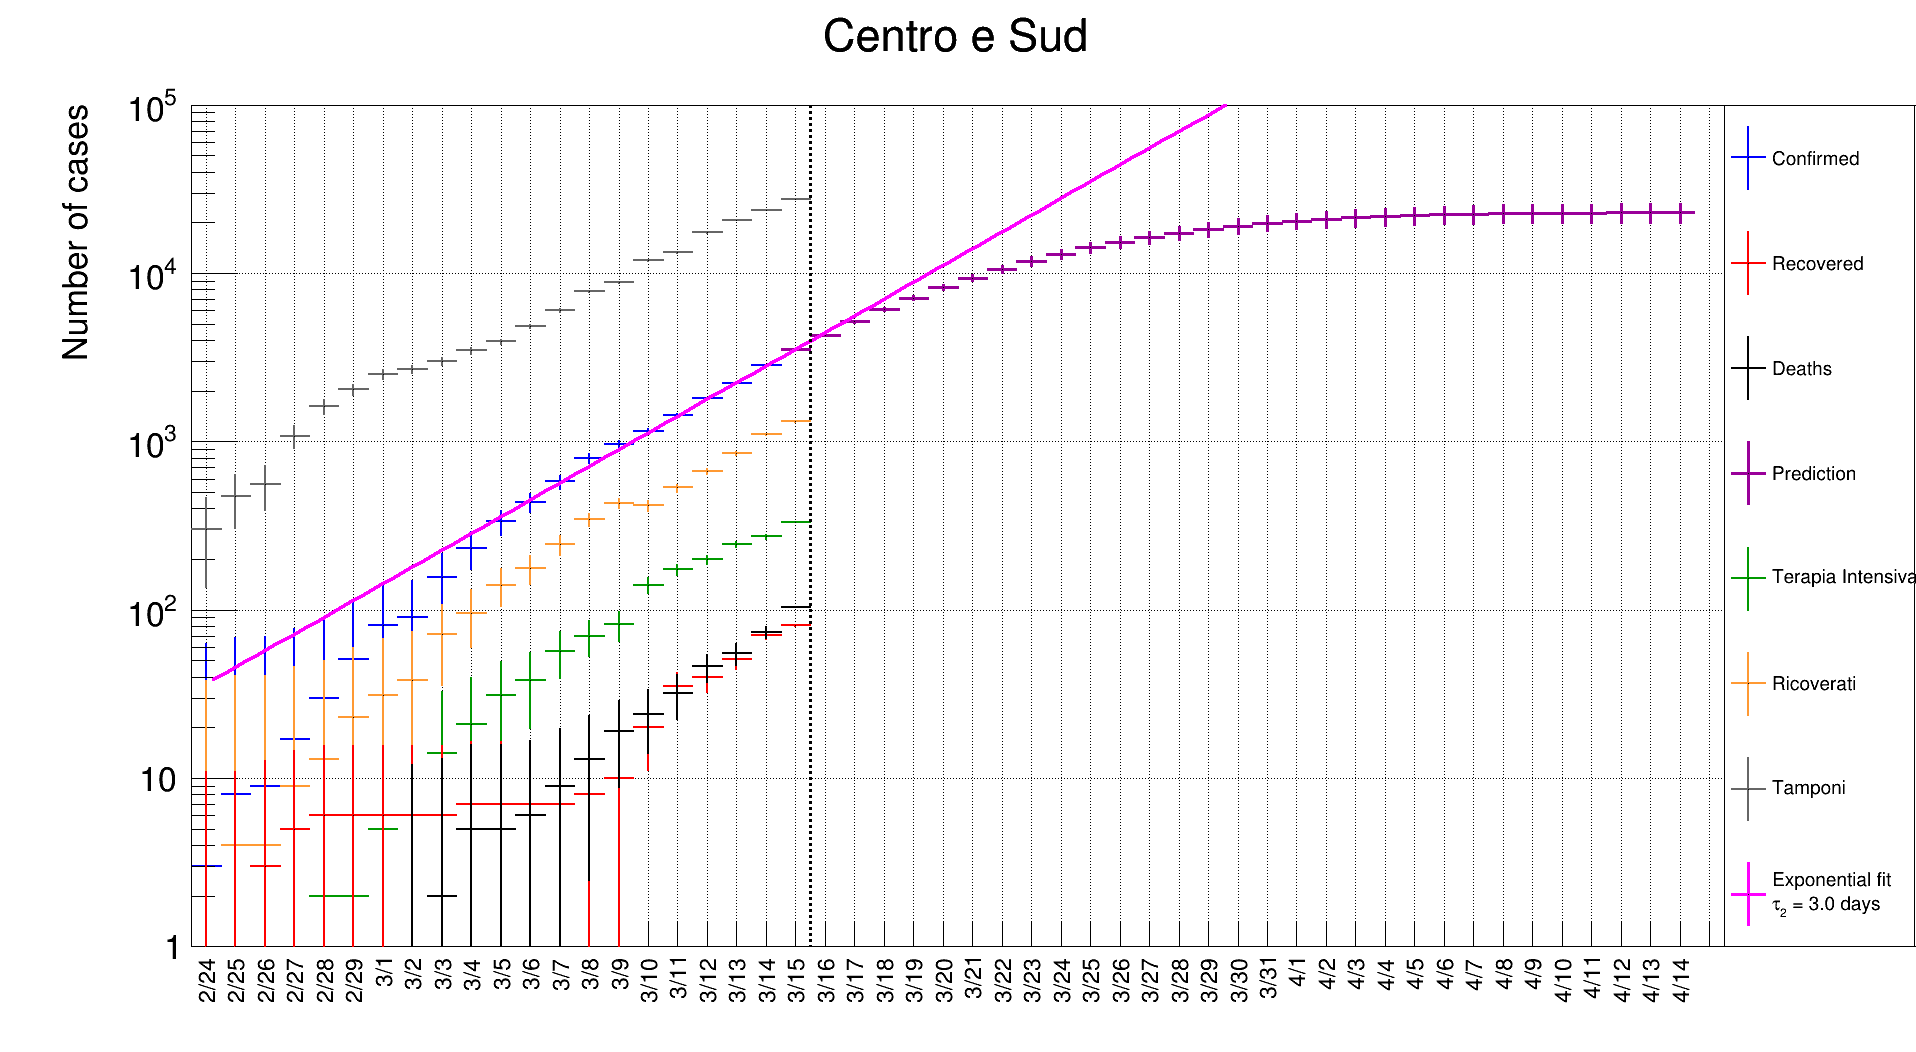 Centro e Sud
Number of cases
10^5
10^4
10^3
10^2
10
1
2/24 2/25 2/26 2/27 2/28 2/29 3/1 3/2 3/3 3/4 3/5 3/6 3/7 3/8 3/9 3/10 3/11 3/12 3/13 3/14 3/15 3/16 3/17 3/18 3/19 3/20 3/21 3/22 3/23 3/24 3/25 3/26 3/27 3/28 3/29 3/30 3/31 4/1 4/2 4/3 4/4 4/5 4/6 4/7 4/8 4/9 4/10 4/11 4/12 4/13 4/14
Confirmed
Recovered
Deaths
Prediction
Terapia Intensiva
Ricoverati
Tamponi
Exponential fit
τ₂ = 3.0 days